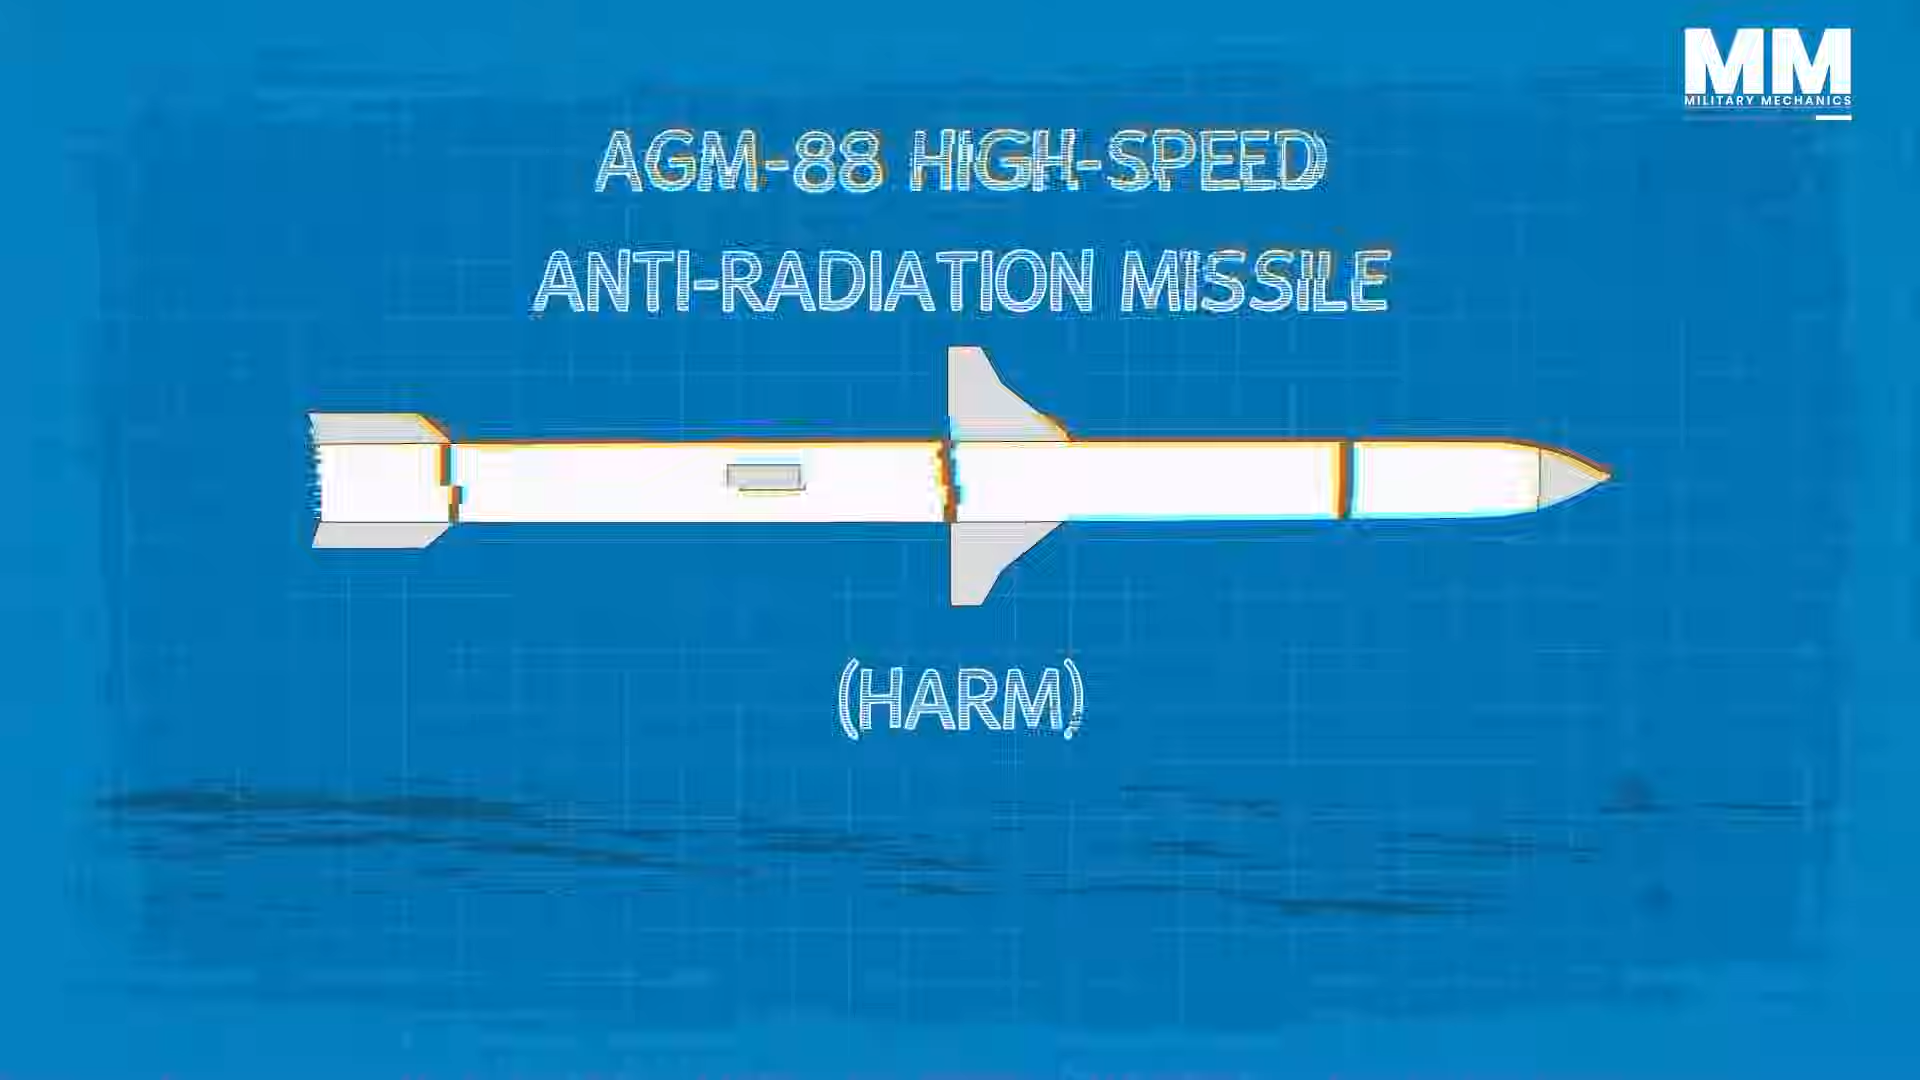 MM
MILITARY MECHANICS
AGM-88 HIGH-SPEED
ANTI-RADIATION MISSILE
(HARM)